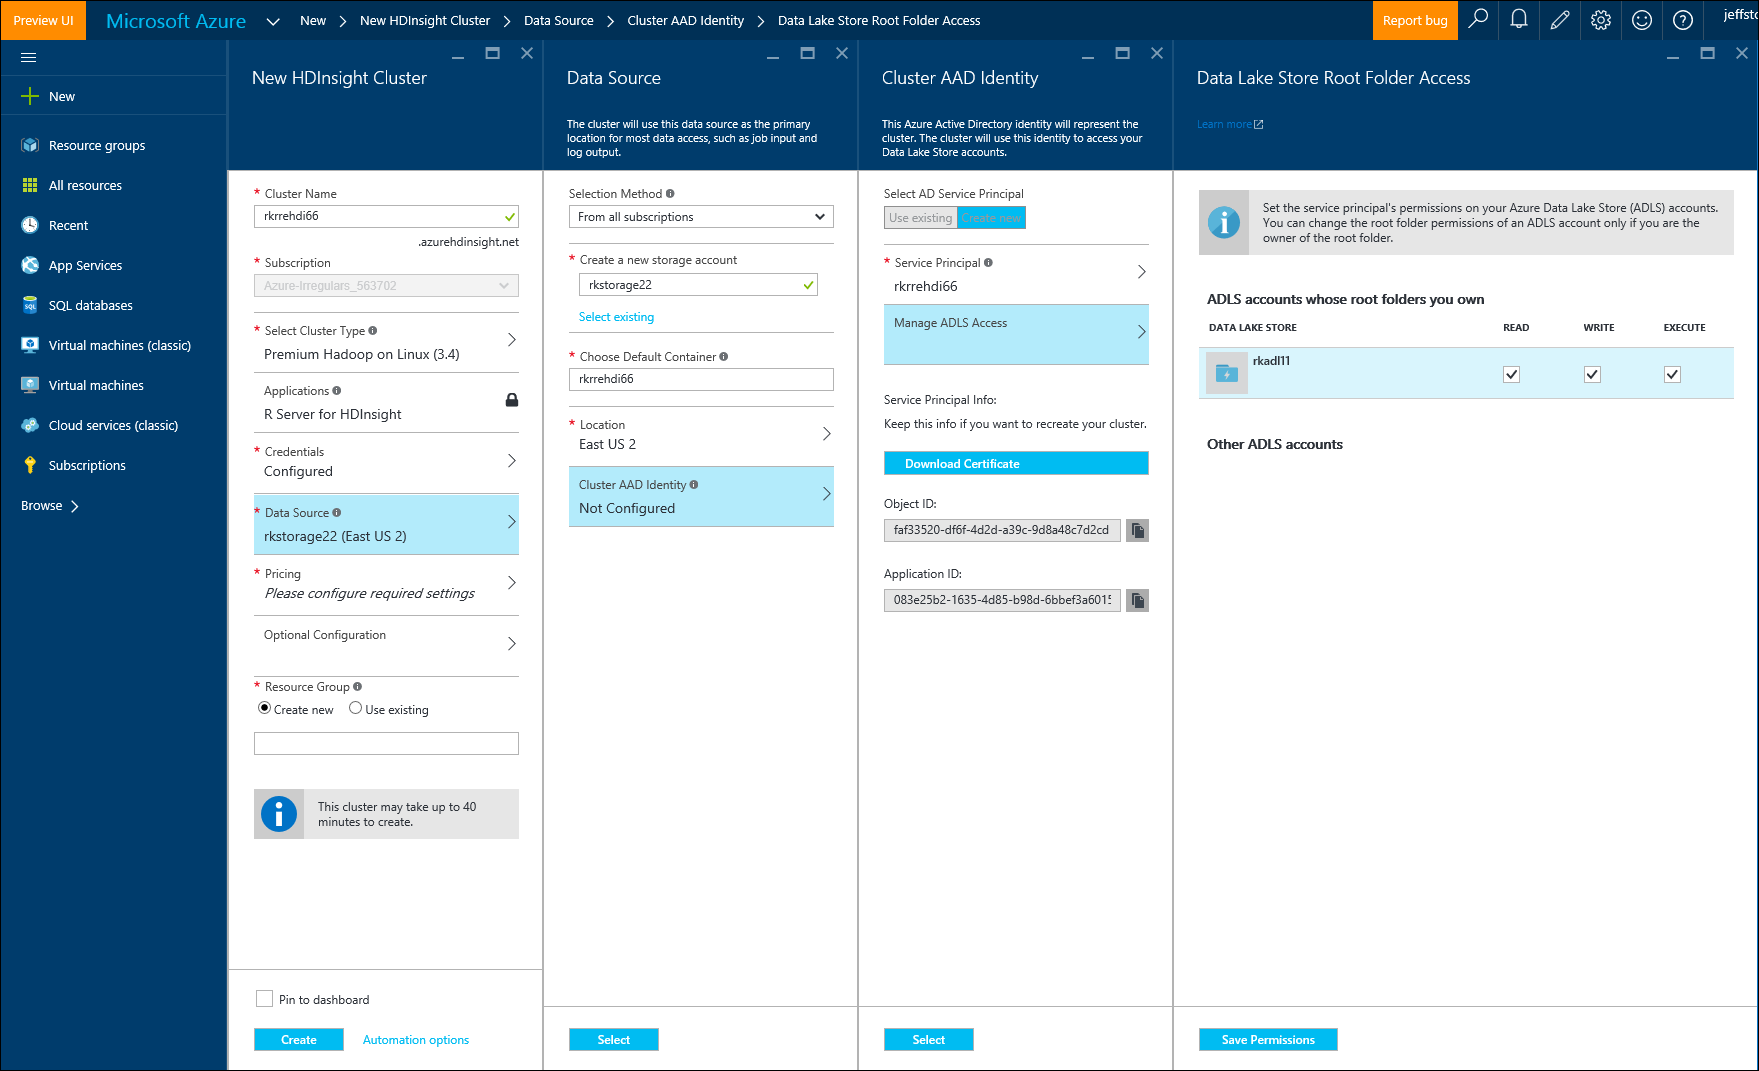 Preview UI
Microsoft Azure
New
New HDInsight Cluster
Data Source
Cluster AAD Identity
Data Lake Store Root Folder Access
Report bug
New
Resource groups
All resources
Recent
App Services
SQL databases
Virtual machines (classic)
Virtual machines
Cloud services (classic)
Subscriptions
Browse
New HDInsight Cluster
* Cluster Name
rkrrehdi66
.azurehdinsight.net
* Subscription
Azure-Irregulars_563702
* Select Cluster Type
Premium Hadoop on Linux (3.4)
Applications
R Server for HDInsight
* Credentials
Configured
* Data Source
rkstorage22 (East US 2)
* Pricing
Please configure required settings
Optional Configuration
* Resource Group
Create new
Use existing
This cluster may take up to 40
minutes to create.
Pin to dashboard
Create
Automation options
Data Source
The cluster will use this data source as the primary
location for most data access, such as job input and
log output.
Selection Method
From all subscriptions
* Create a new storage account
rkstorage22
Select existing
* Choose Default Container
rkrrehdi66
* Location
East US 2
Cluster AAD Identity
Not Configured
Select
Cluster AAD Identity
This Azure Active Directory identity will represent the
cluster. The cluster will use this identity to access your
Data Lake Store accounts.
Select AD Service Principal
Use existing
Create new
* Service Principal
rkrrehdi66
Manage ADLS Access
Service Principal Info:
Keep this info if you want to recreate your cluster.
Download Certificate
Object ID:
faf33520-df6f-4d2d-a39c-9d8a48c7d2cd
Application ID:
083e25b2-1635-4d85-b98d-6bbef3a6015
Select
Data Lake Store Root Folder Access
Learn more
Set the service principal's permissions on your Azure Data Lake Store (ADLS) accounts.
You can change the root folder permissions of an ADLS account only if you are the
owner of the root folder.
ADLS accounts whose root folders you own
DATA LAKE STORE
READ
WRITE
EXECUTE
rkadl11
Other ADLS accounts
Save Permissions